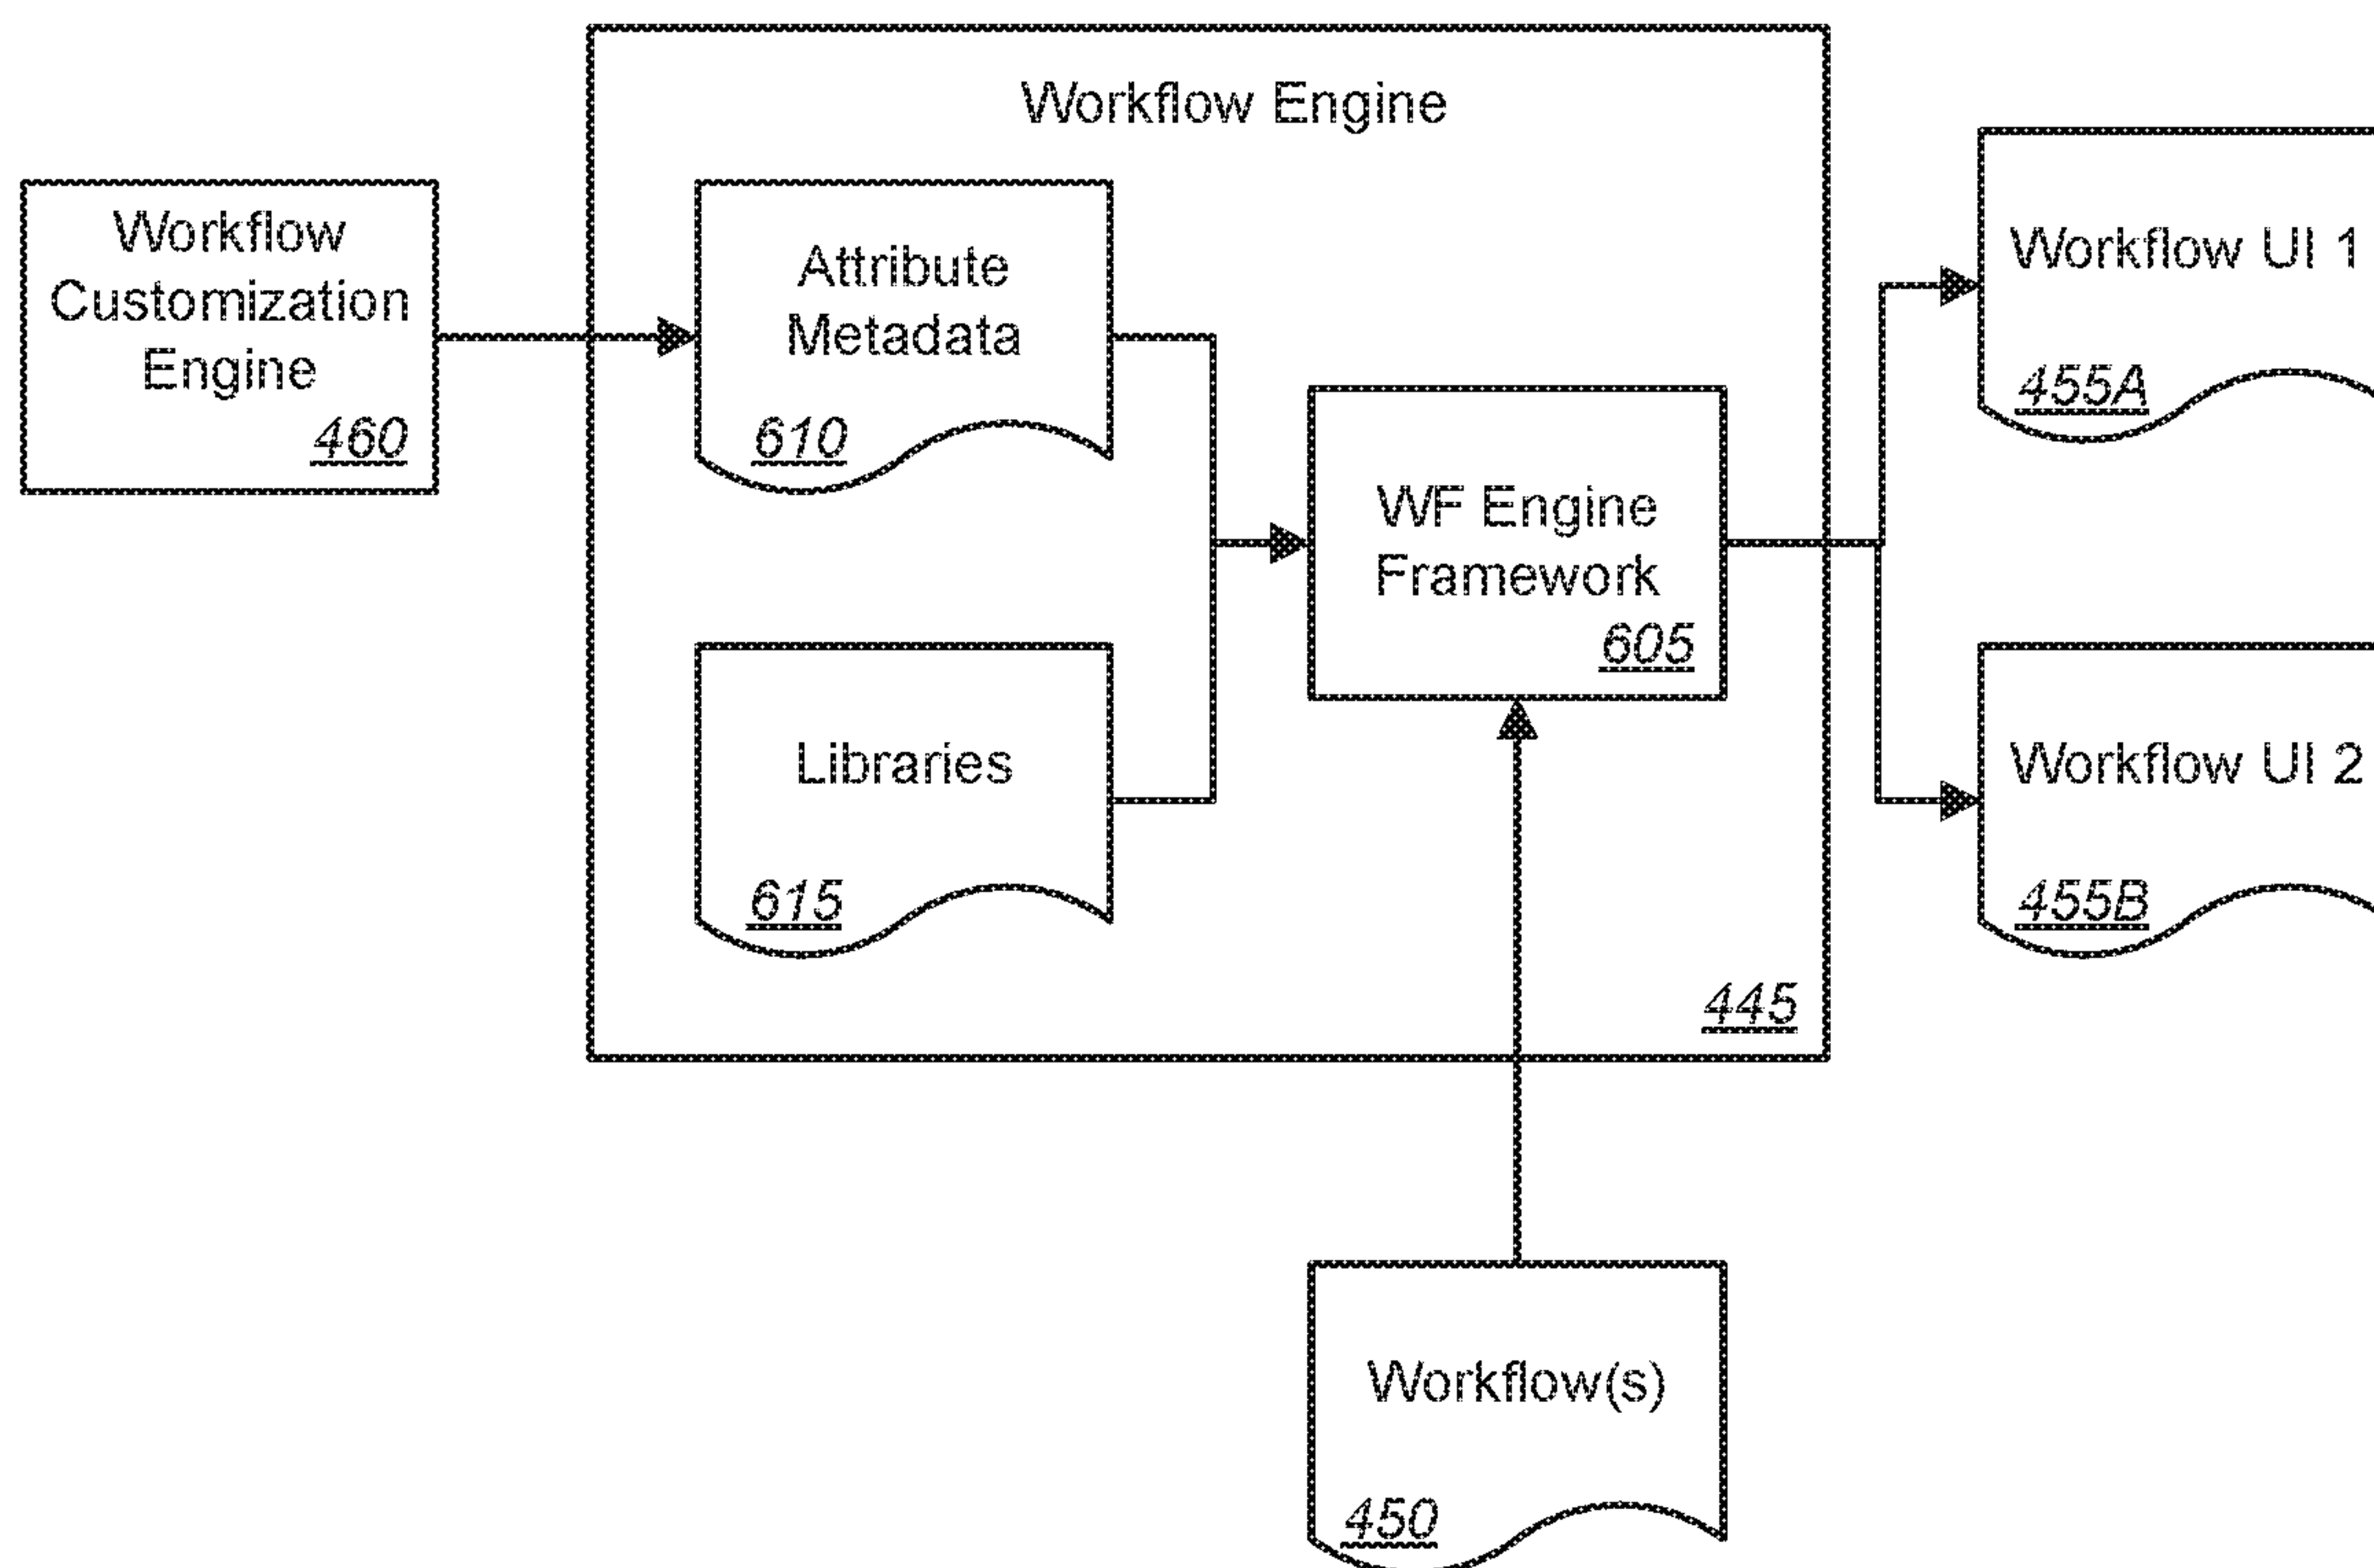 Workflow Engine
Workflow
Customization
Engine
460
Attribute
Metadata
610
Libraries
615
WF Engine
Framework
605
445
Workflow UI 1
455A
Workflow UI 2
455B
Workflow(s)
450